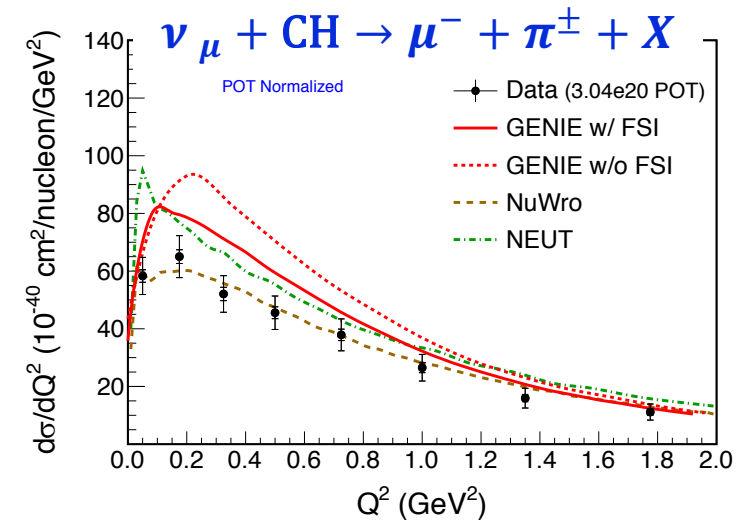 ν μ + CH → μ⁻ + π± + X
POT Normalized
Data (3.04e20 POT)
GENIE w/ FSI
GENIE w/o FSI
NuWro
NEUT
dσ/dQ² (10⁻⁴⁰ cm²/nucleon/GeV²)
140
120
100
80
60
40
20
0.0 0.2 0.4 0.6 0.8 1.0 1.2 1.4 1.6 1.8 2.0
Q² (GeV²)